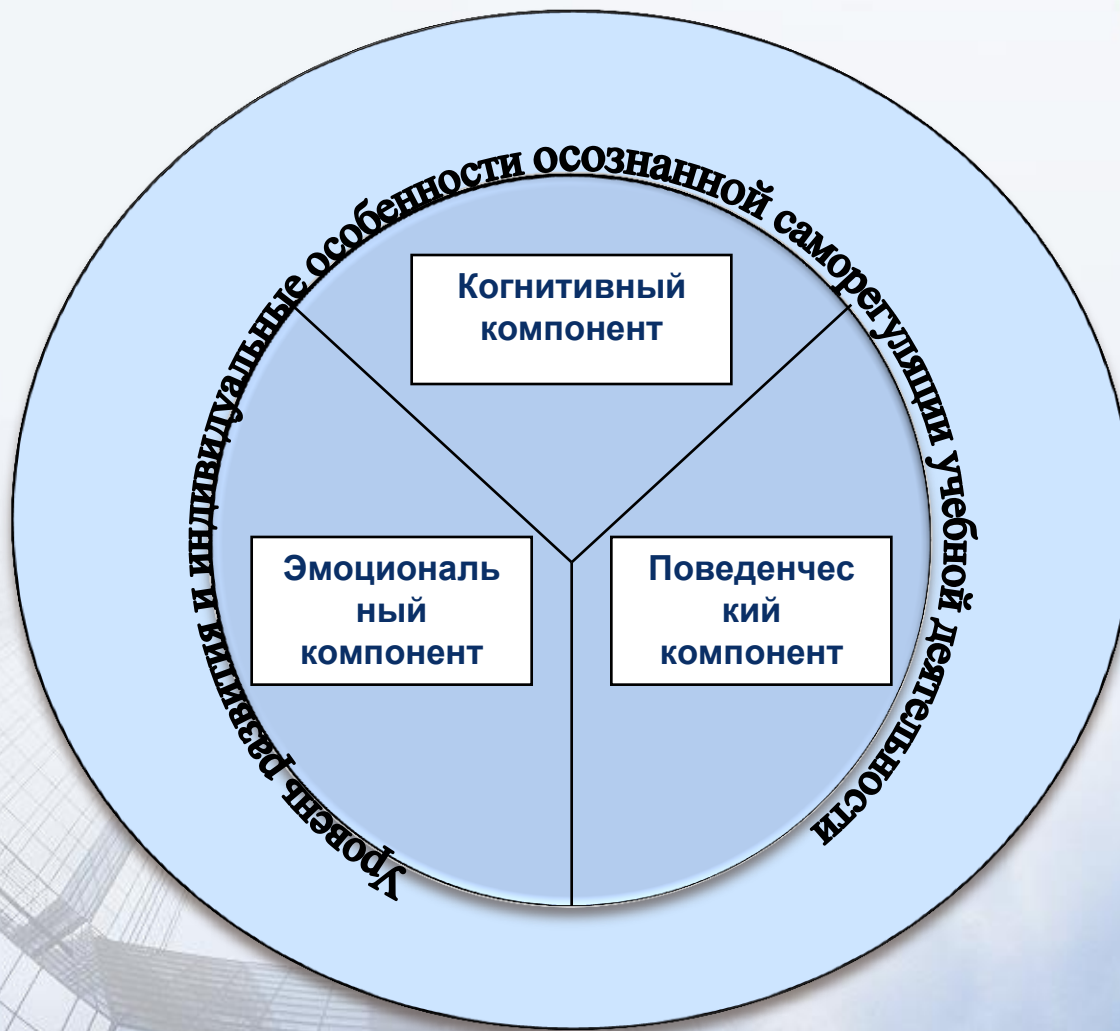 Уровень развития и индивидуальные особенности осознанной саморегуляции учебной деятельности
Когнитивный
компонент
Эмоциональ
ный
компонент
Поведенчес
кий
компонент